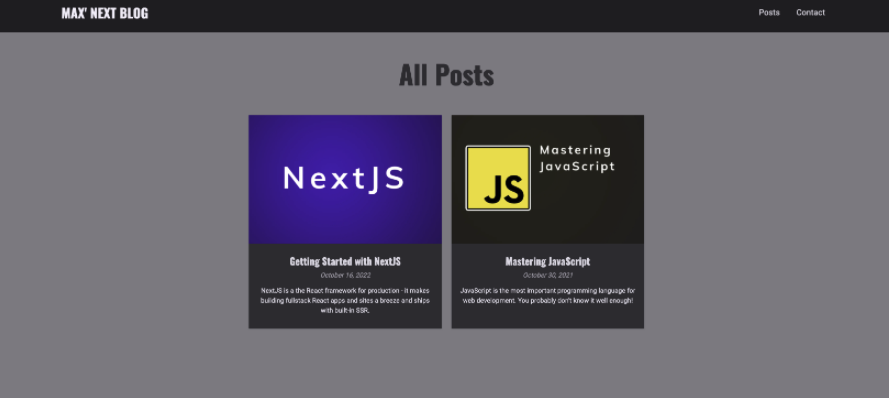 MAX' NEXT BLOG
Posts
Contact
All Posts
NextJS
Getting Started with NextJS
October 16, 2022
NextJS is a the React framework for production - it makes
building fullstack React apps and sites a breeze and ships
with built-in SSR.
Mastering
JavaScript
JS
Mastering JavaScript
October 30, 2021
JavaScript is the most important programming language for
web development. You probably don't know it well enough!